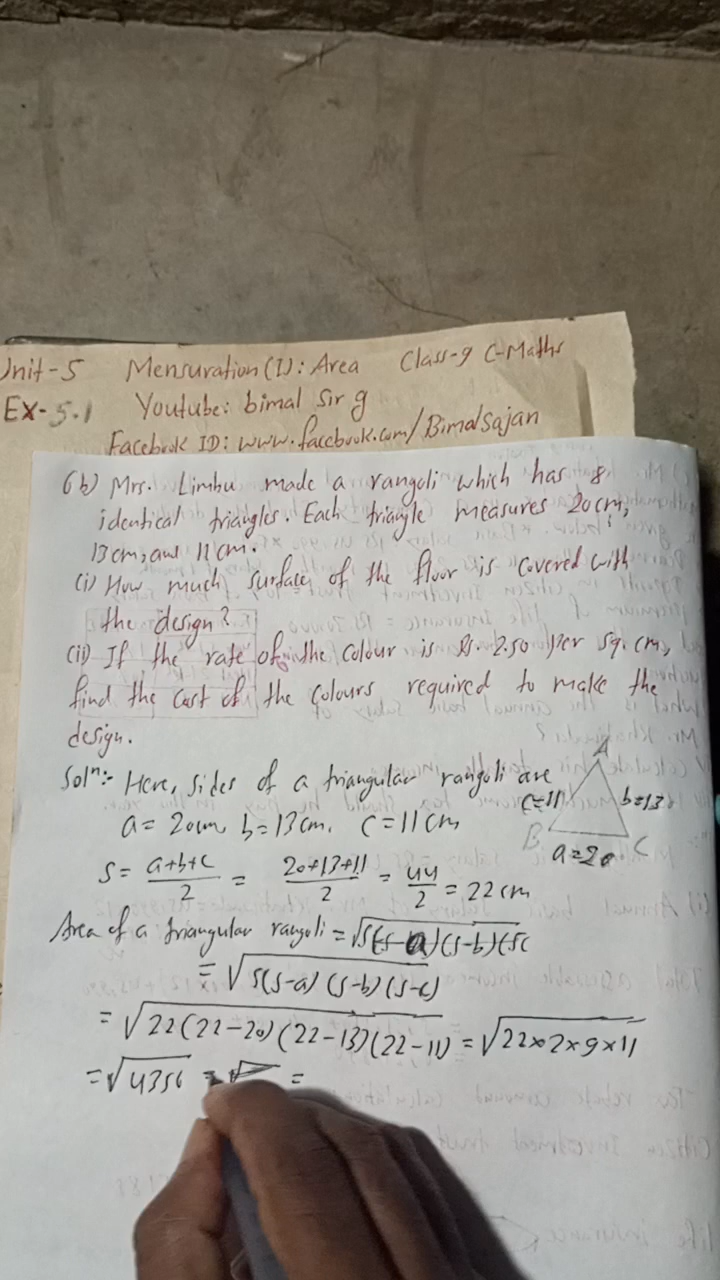 Unit-5 Mensuration (I): Area Class-9 C-Maths
EX-5.1 Youtube: bimal Sir g
Facebook ID: www.facebook.com/BimalSajan
6b) Mrs. Limbu made a rangoli which has 8
identical triangles. Each triangle measures 20cm,
13cm, and 11cm.
(i) How much surface of the floor is covered with
the design?
(ii) If the rate of the colour is Rs. 2.50 per sq. cm,
find the cost of the colours required to make the
design.
Solⁿ:- Here, sides of a triangular rangoli are
a = 20cm, b = 13cm, c = 11cm
A
c=11 b=13
B C
a=20
S = a+b+c/2 = 20+13+11/2 = 44/2 = 22cm
Area of a triangular rangoli = √S(s-a)(s-b)(s-c
= √s(s-a)(s-b)(s-c)
= √22(22-20)(22-13)(22-11) = √22×2×9×11
= √4356 = √ =